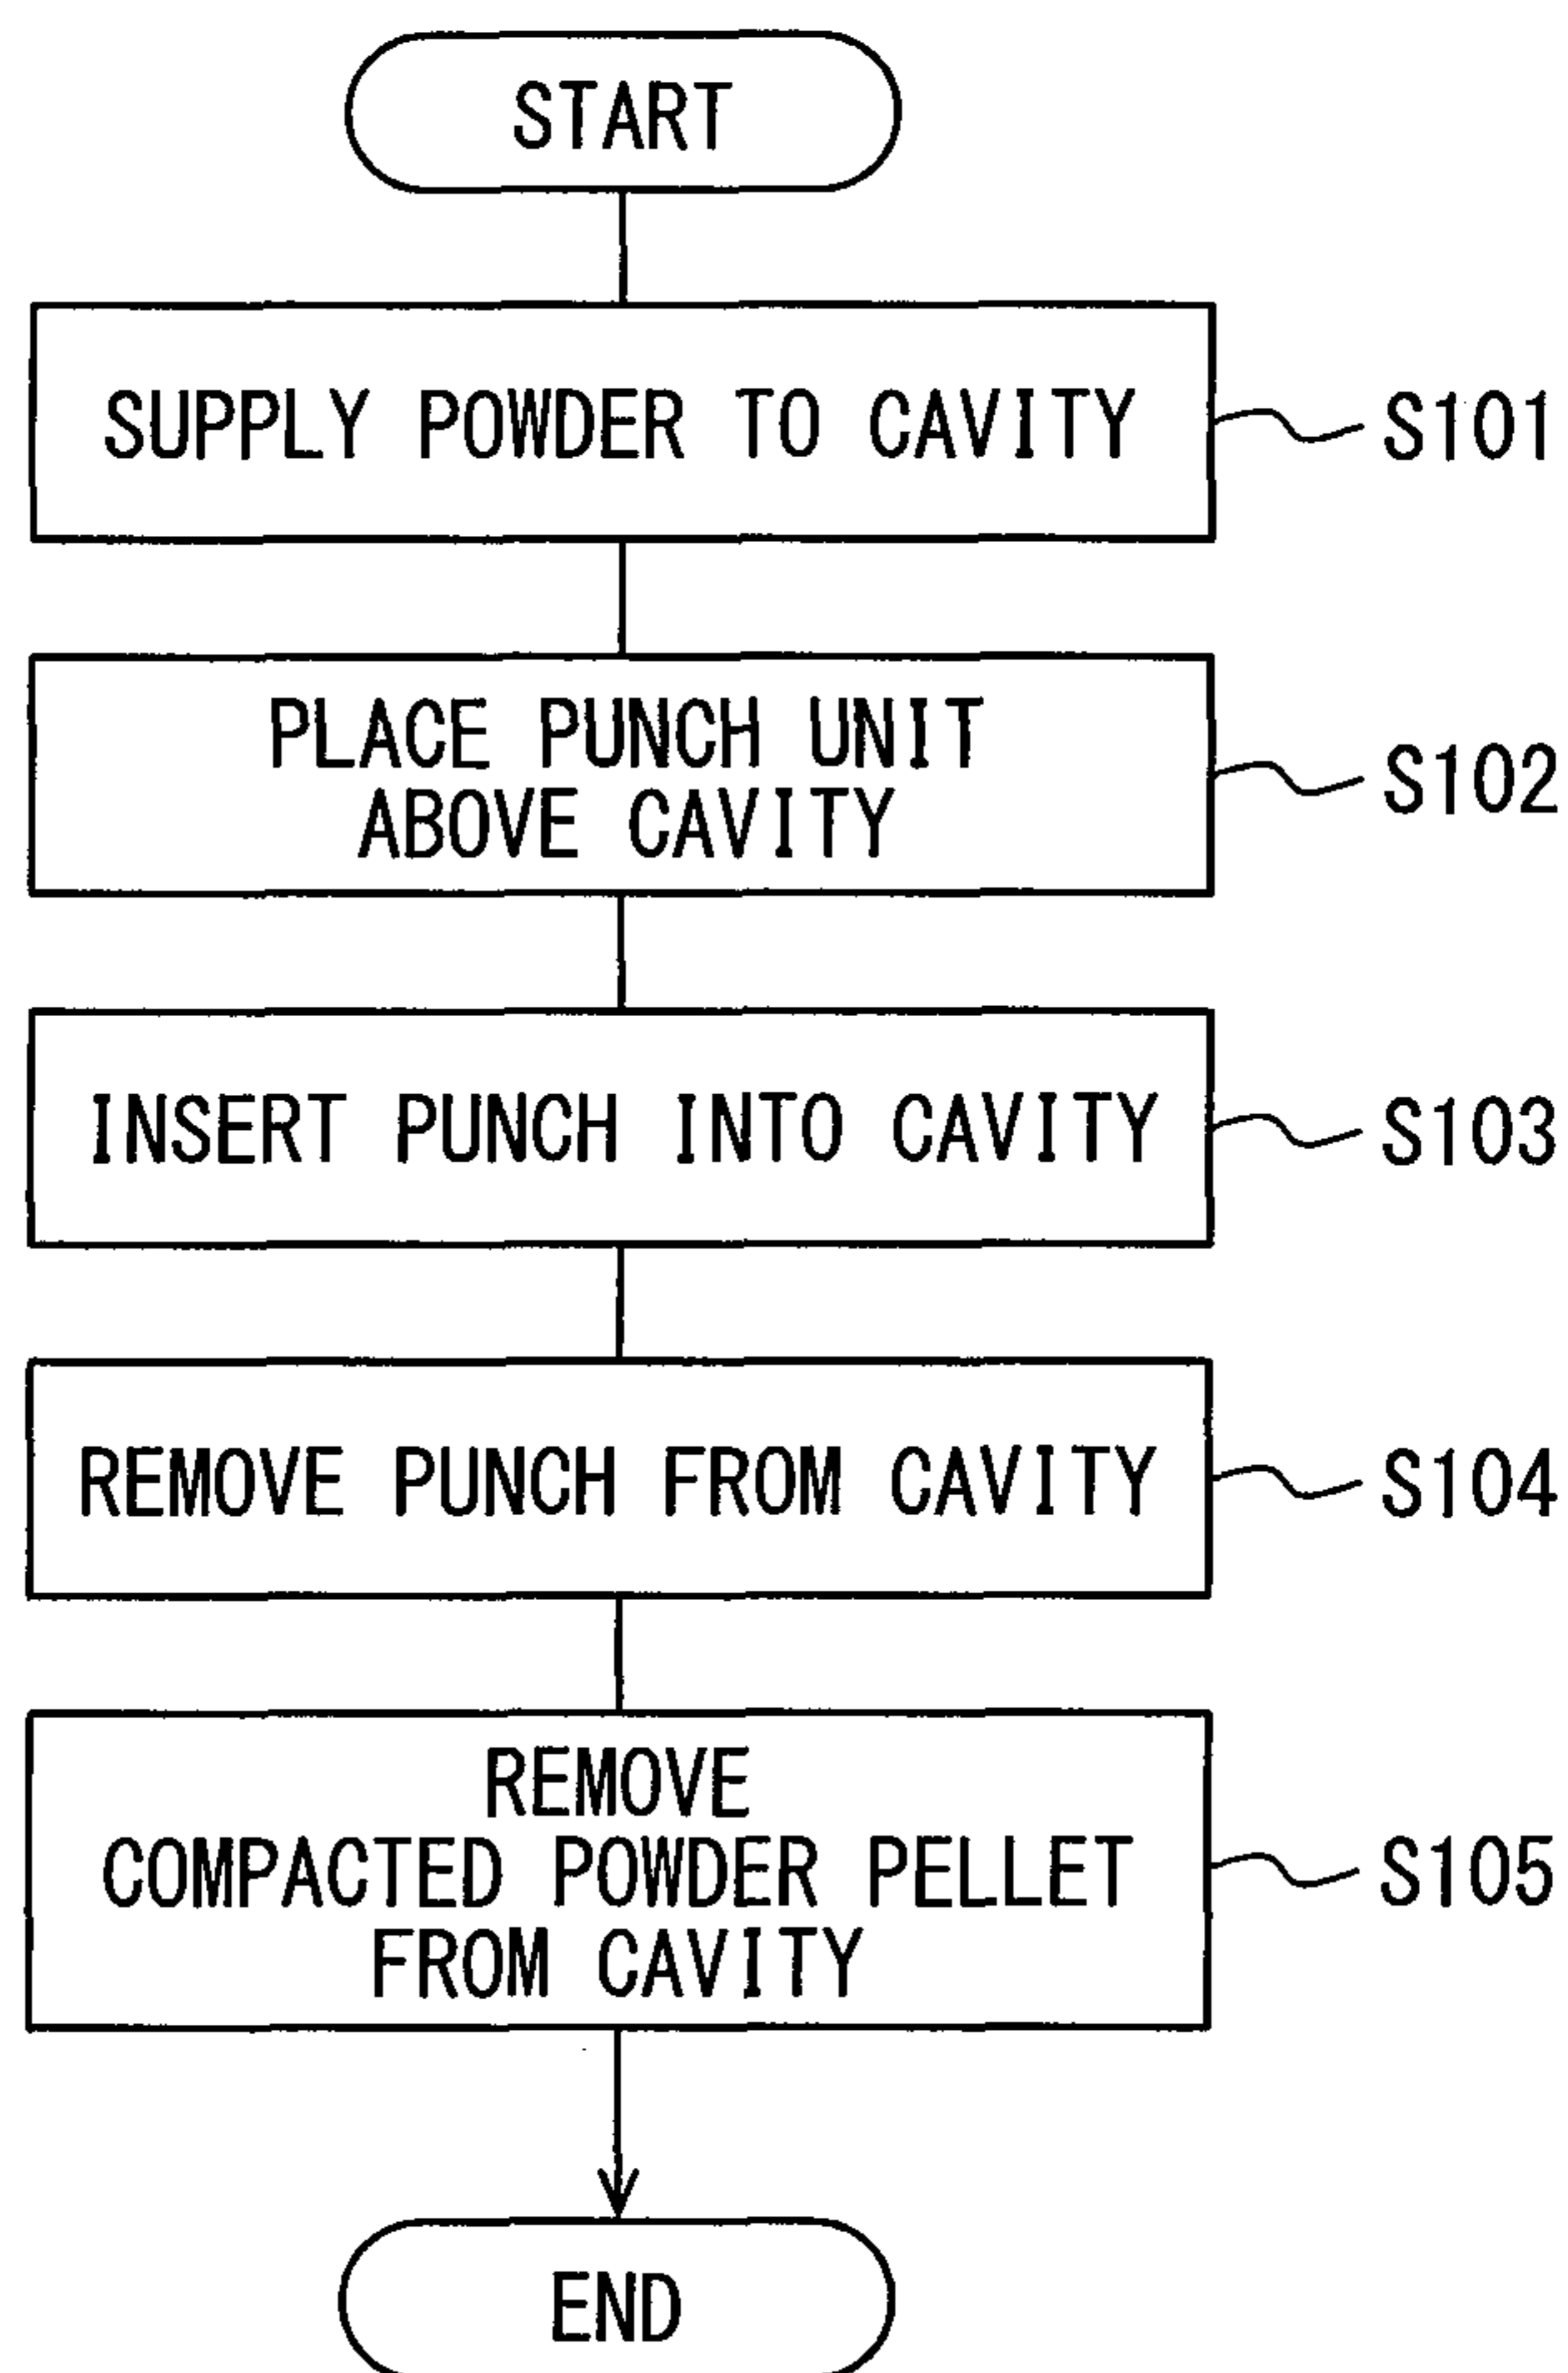 START
SUPPLY POWDER TO CAVITY
S101
PLACE PUNCH UNIT
ABOVE CAVITY
S102
INSERT PUNCH INTO CAVITY
S103
REMOVE PUNCH FROM CAVITY
S104
REMOVE
COMPACTED POWDER PELLET
FROM CAVITY
S105
END